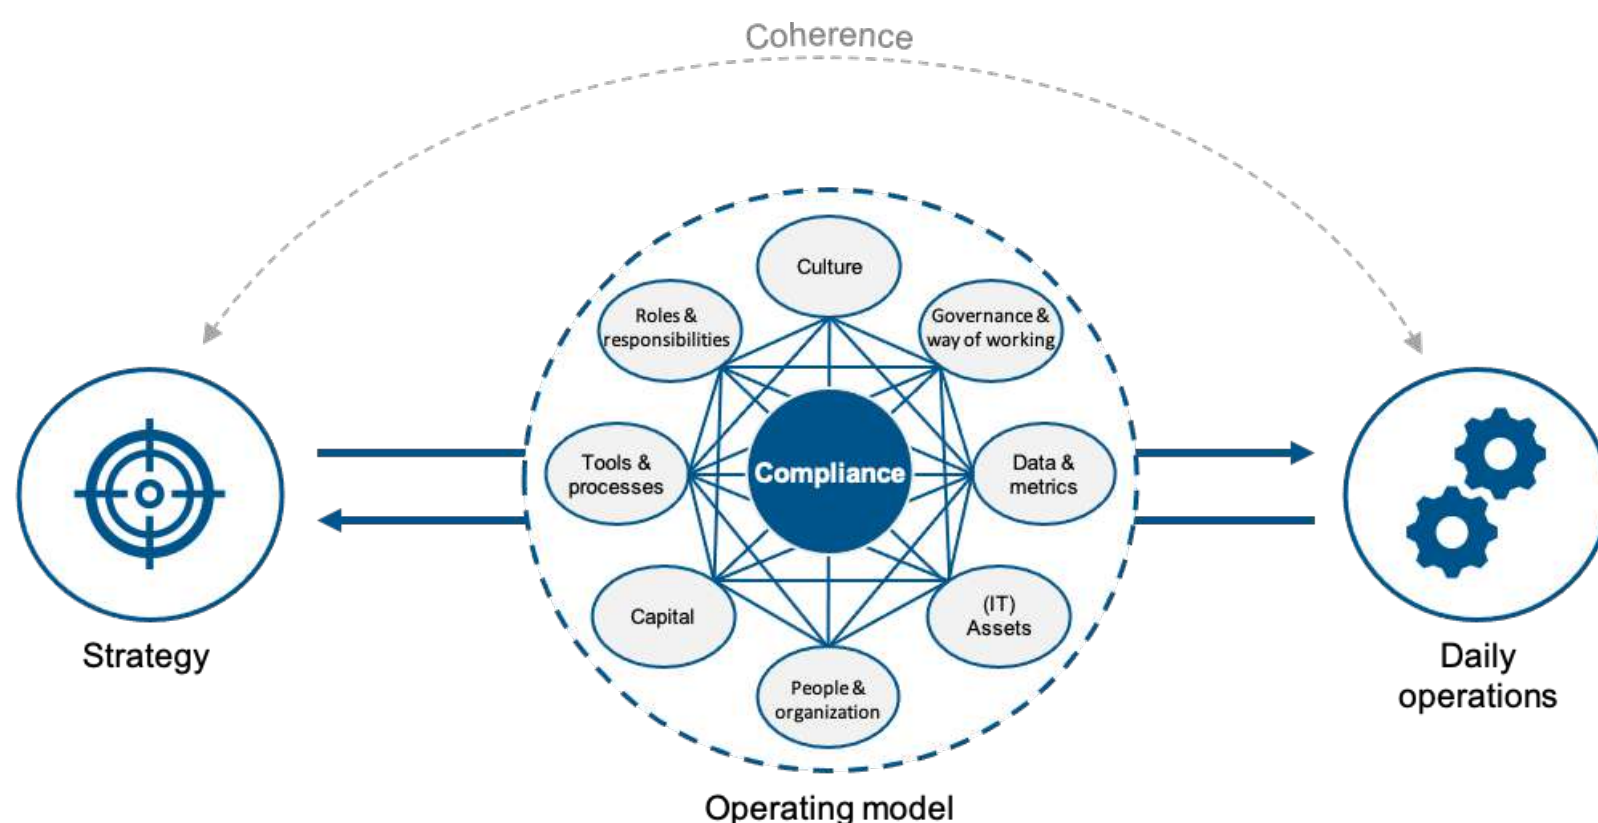 Coherence
Culture
Roles &
responsibilities
Governance &
way of working
Tools &
processes
Compliance
Data &
metrics
Capital
(IT)
Assets
People &
organization
Strategy
Daily
operations
Operating model